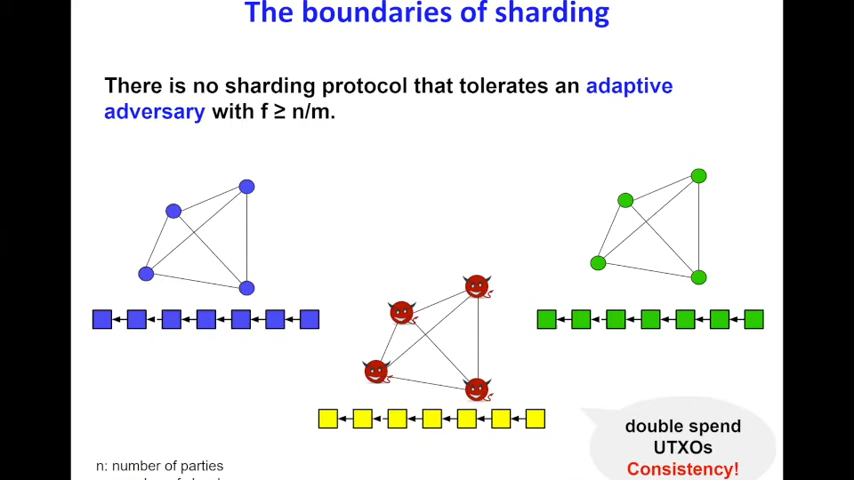 The boundaries of sharding
There is no sharding protocol that tolerates an adaptive
adversary with f ≥ n/m.
double spend
UTXOs
Consistency!
n: number of parties